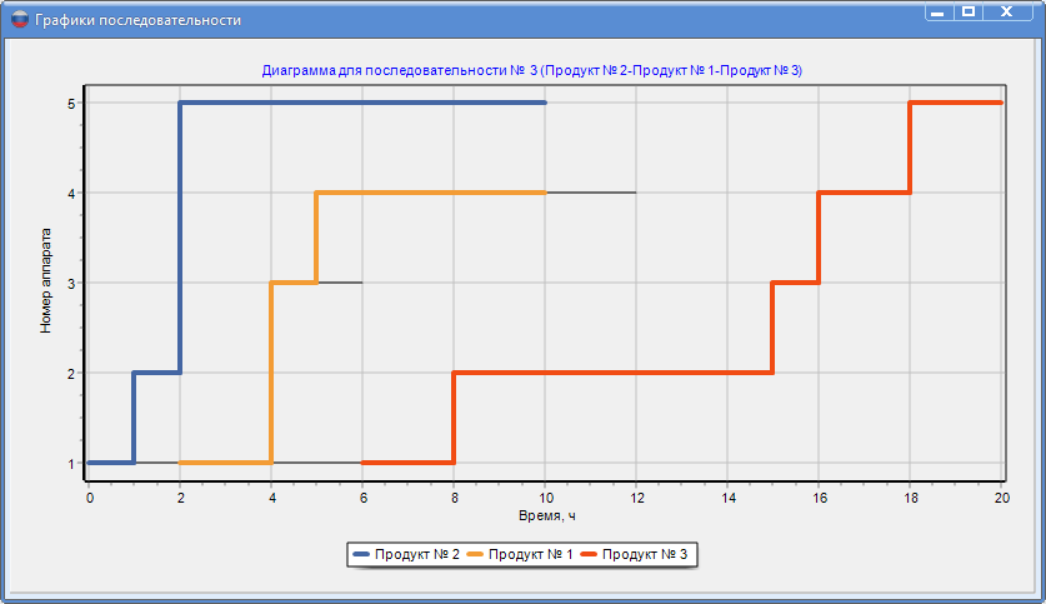 Графики последовательности
Диаграмма для последовательности № 3 (Продукт № 2-Продукт № 1-Продукт № 3)
5
4
3
2
1
Номер аппарата
0 2 4 6 8 10 12 14 16 18 20
Время, ч
Продукт № 2 Продукт № 1 Продукт № 3